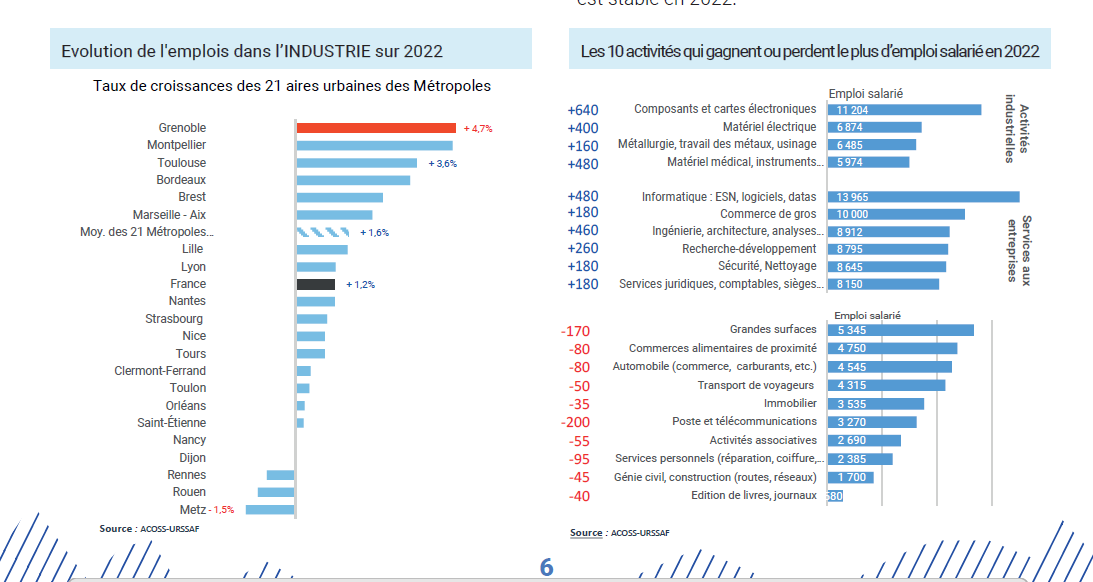 est stable en 2022.
Evolution de l'emplois dans l'INDUSTRIE sur 2022
Taux de croissances des 21 aires urbaines des Métropoles
Grenoble + 4,7%
Montpellier
Toulouse + 3,6%
Bordeaux
Brest
Marseille - Aix
Moy. des 21 Métropoles... + 1,6%
Lille
Lyon
France + 1,2%
Nantes
Strasbourg
Nice
Tours
Clermont-Ferrand
Toulon
Orléans
Saint-Étienne
Nancy
Dijon
Rennes
Rouen
Metz - 1,5%
Source : ACOSS-URSSAF
Les 10 activités qui gagnent ou perdent le plus d'emploi salarié en 2022
Emploi salarié
+640 Composants et cartes électroniques 11 204
+400 Matériel électrique 6 874
+160 Métallurgie, travail des métaux, usinage 6 485
+480 Matériel médical, instruments... 5 974
Activités
industrielles
+480 Informatique : ESN, logiciels, datas 13 965
+180 Commerce de gros 10 000
+460 Ingénierie, architecture, analyses... 8 912
+260 Recherche-développement 8 795
+180 Sécurité, Nettoyage 8 645
+180 Services juridiques, comptables, sièges... 8 150
Services aux
entreprises
Emploi salarié
-170 Grandes surfaces 5 345
-80 Commerces alimentaires de proximité 4 750
-80 Automobile (commerce, carburants, etc.) 4 545
-50 Transport de voyageurs 4 315
-35 Immobilier 3 535
-200 Poste et télécommunications 3 270
-55 Activités associatives 2 690
-95 Services personnels (réparation, coiffure,... 2 385
-45 Génie civil, construction (routes, réseaux) 1 700
-40 Edition de livres, journaux 580
Source : ACOSS-URSSAF
6